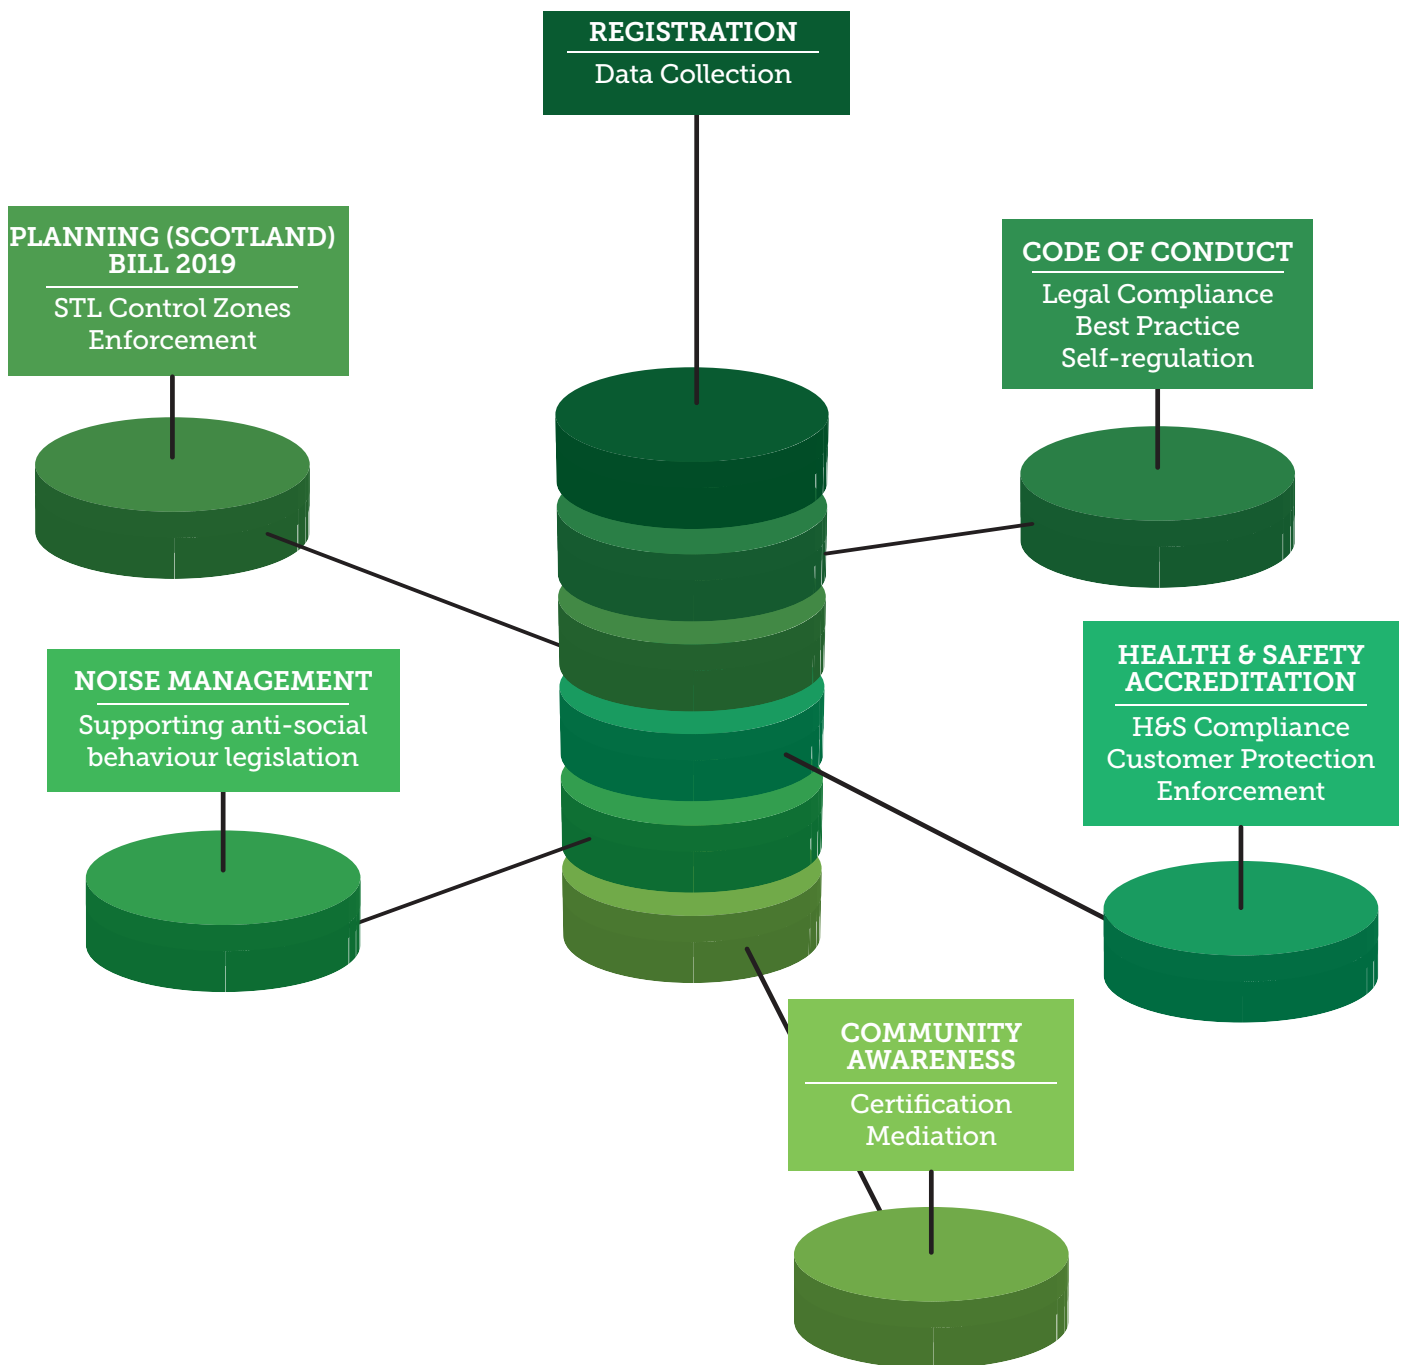 REGISTRATION
Data Collection
PLANNING (SCOTLAND)
BILL 2019
STL Control Zones
Enforcement
CODE OF CONDUCT
Legal Compliance
Best Practice
Self-regulation
NOISE MANAGEMENT
Supporting anti-social
behaviour legislation
HEALTH & SAFETY
ACCREDITATION
H&S Compliance
Customer Protection
Enforcement
COMMUNITY
AWARENESS
Certification
Mediation